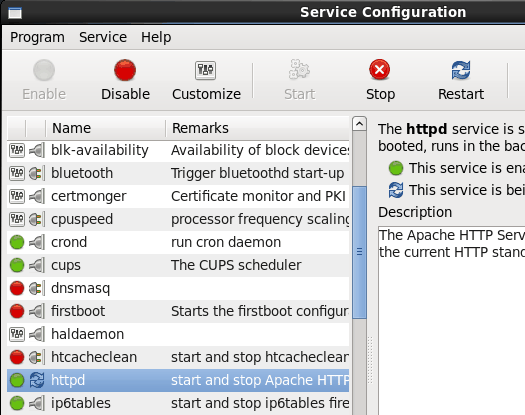 Service Configuration
Program Service Help
Enable Disable Customize Start Stop Restart
Name Remarks
blk-availability Availability of block devices
bluetooth Trigger bluetoothd start-up
certmonger Certificate monitor and PKI
cpuspeed processor frequency scaling
crond run cron daemon
cups The CUPS scheduler
dnsmasq
firstboot Starts the firstboot configur
haldaemon
htcacheclean start and stop htcacheclean
httpd start and stop Apache HTTP
ip6tables start and stop ip6tables fire
The httpd service is s
booted, runs in the bac
This service is ena
This service is bei
Description
The Apache HTTP Serv
the current HTTP stand